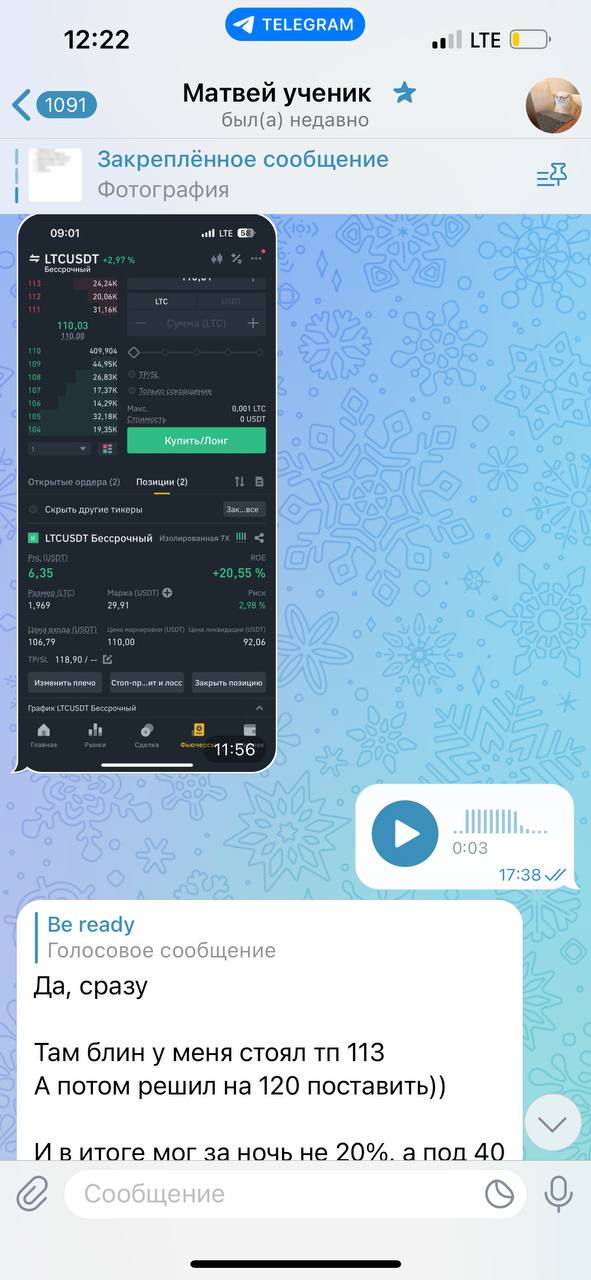 12:22
TELEGRAM
LTE
1091
Матвей ученик
был(а) недавно
Закреплённое сообщение
Фотография
09:01
LTE 58
LTCUSDT +2,97 %
Бессрочный
113 24,24K
112 20,06K
111 31,16K
110,03
110,00
110 409,904
109 44,95K
108 26,83K
107 17,37K
106 14,29K
105 32,18K
104 19,35K
1
LTC USDT
Сумма (LTC)
TP/SL
Только сокращение
Макс. 0,001 LTC
Стоимость 0 USDT
Купить/Лонг
Открытые ордера (2) Позиции (2)
Скрыть другие тикеры Зак...все
К LTCUSDT Бессрочный Изолированная 7X
PnL (USDT) ROE
6,35 +20,55 %
Размер (LTC) Маржа (USDT) Риск
1,969 29,91 2,98 %
Цена входа (USDT) Цена маркировки (USDT) Цена ликвидации (USDT)
106,79 110,00 92,06
TP/SL 118,90 / --
Изменить плечо Стоп-пр...ит и лосс Закрыть позицию
График LTCUSDT Бессрочный
Главная Рынки Сделка
11:56
0:03
17:38
Be ready
Голосовое сообщение
Да, сразу
Там блин у меня стоял тп 113
А потом решил на 120 поставить))
И в итоге мог за ночь не 20%, а под 40
Сообщение